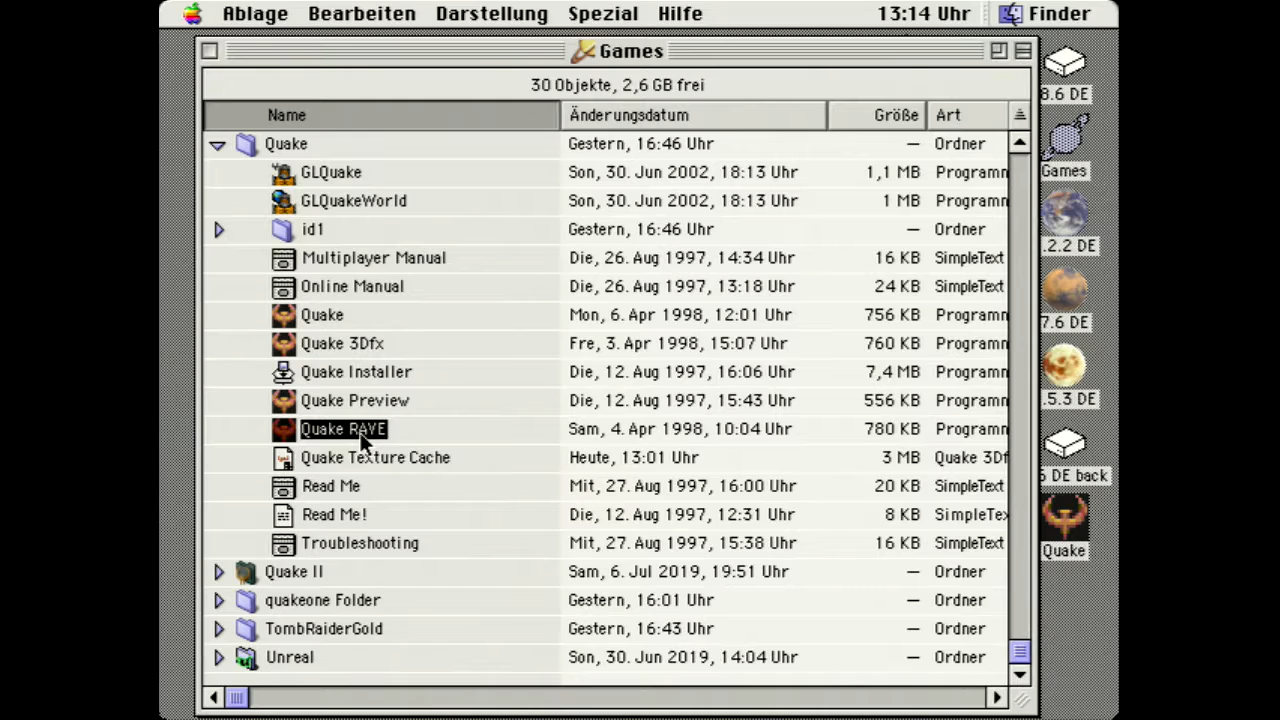 Ablage Bearbeiten Darstellung Spezial Hilfe 13:14 Uhr Finder
Games
30 Objekte, 2,6 GB frei
Name Änderungsdatum Größe Art
Quake Gestern, 16:46 Uhr – Ordner
GLQuake Son, 30. Jun 2002, 18:13 Uhr 1,1 MB Programn
GLQuakeWorld Son, 30. Jun 2002, 18:13 Uhr 1 MB Programn
id1 Gestern, 16:46 Uhr – Ordner
Multiplayer Manual Die, 26. Aug 1997, 14:34 Uhr 16 KB SimpleText
Online Manual Die, 26. Aug 1997, 13:18 Uhr 24 KB SimpleText
Quake Mon, 6. Apr 1998, 12:01 Uhr 756 KB Programn
Quake 3Dfx Fre, 3. Apr 1998, 15:07 Uhr 760 KB Programn
Quake Installer Die, 12. Aug 1997, 16:06 Uhr 7,4 MB Programn
Quake Preview Die, 12. Aug 1997, 15:43 Uhr 556 KB Programn
Quake RAVE Sam, 4. Apr 1998, 10:04 Uhr 780 KB Programn
Quake Texture Cache Heute, 13:01 Uhr 3 MB Quake 3Df
Read Me Mit, 27. Aug 1997, 16:00 Uhr 20 KB SimpleText
Read Me! Die, 12. Aug 1997, 12:31 Uhr 8 KB SimpleTex
Troubleshooting Mit, 27. Aug 1997, 15:38 Uhr 16 KB SimpleText
Quake II Sam, 6. Jul 2019, 19:51 Uhr – Ordner
quakeone Folder Gestern, 16:01 Uhr – Ordner
TombRaiderGold Gestern, 16:43 Uhr – Ordner
Unreal Son, 30. Jun 2019, 14:04 Uhr – Ordner
8.6 DE
Games
.2.2 DE
7.6 DE
.5.3 DE
6 DE back
Quake